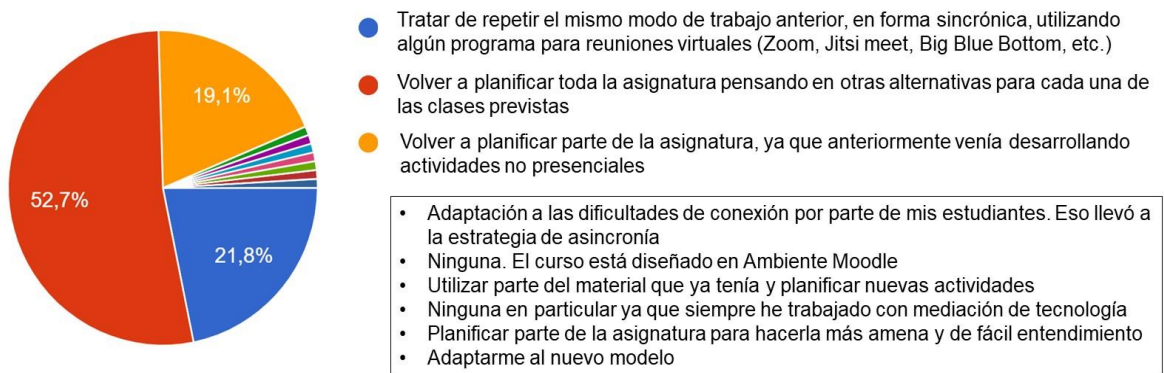 19,1%
52,7%
21,8%
Tratar de repetir el mismo modo de trabajo anterior, en forma sincrónica, utilizando
algún programa para reuniones virtuales (Zoom, Jitsi meet, Big Blue Bottom, etc.)
Volver a planificar toda la asignatura pensando en otras alternativas para cada una de
las clases previstas
Volver a planificar parte de la asignatura, ya que anteriormente venía desarrollando
actividades no presenciales
• Adaptación a las dificultades de conexión por parte de mis estudiantes. Eso llevó a
la estrategia de asincronía
• Ninguna. El curso está diseñado en Ambiente Moodle
• Utilizar parte del material que ya tenía y planificar nuevas actividades
• Ninguna en particular ya que siempre he trabajado con mediación de tecnología
• Planificar parte de la asignatura para hacerla más amena y de fácil entendimiento
• Adaptarme al nuevo modelo